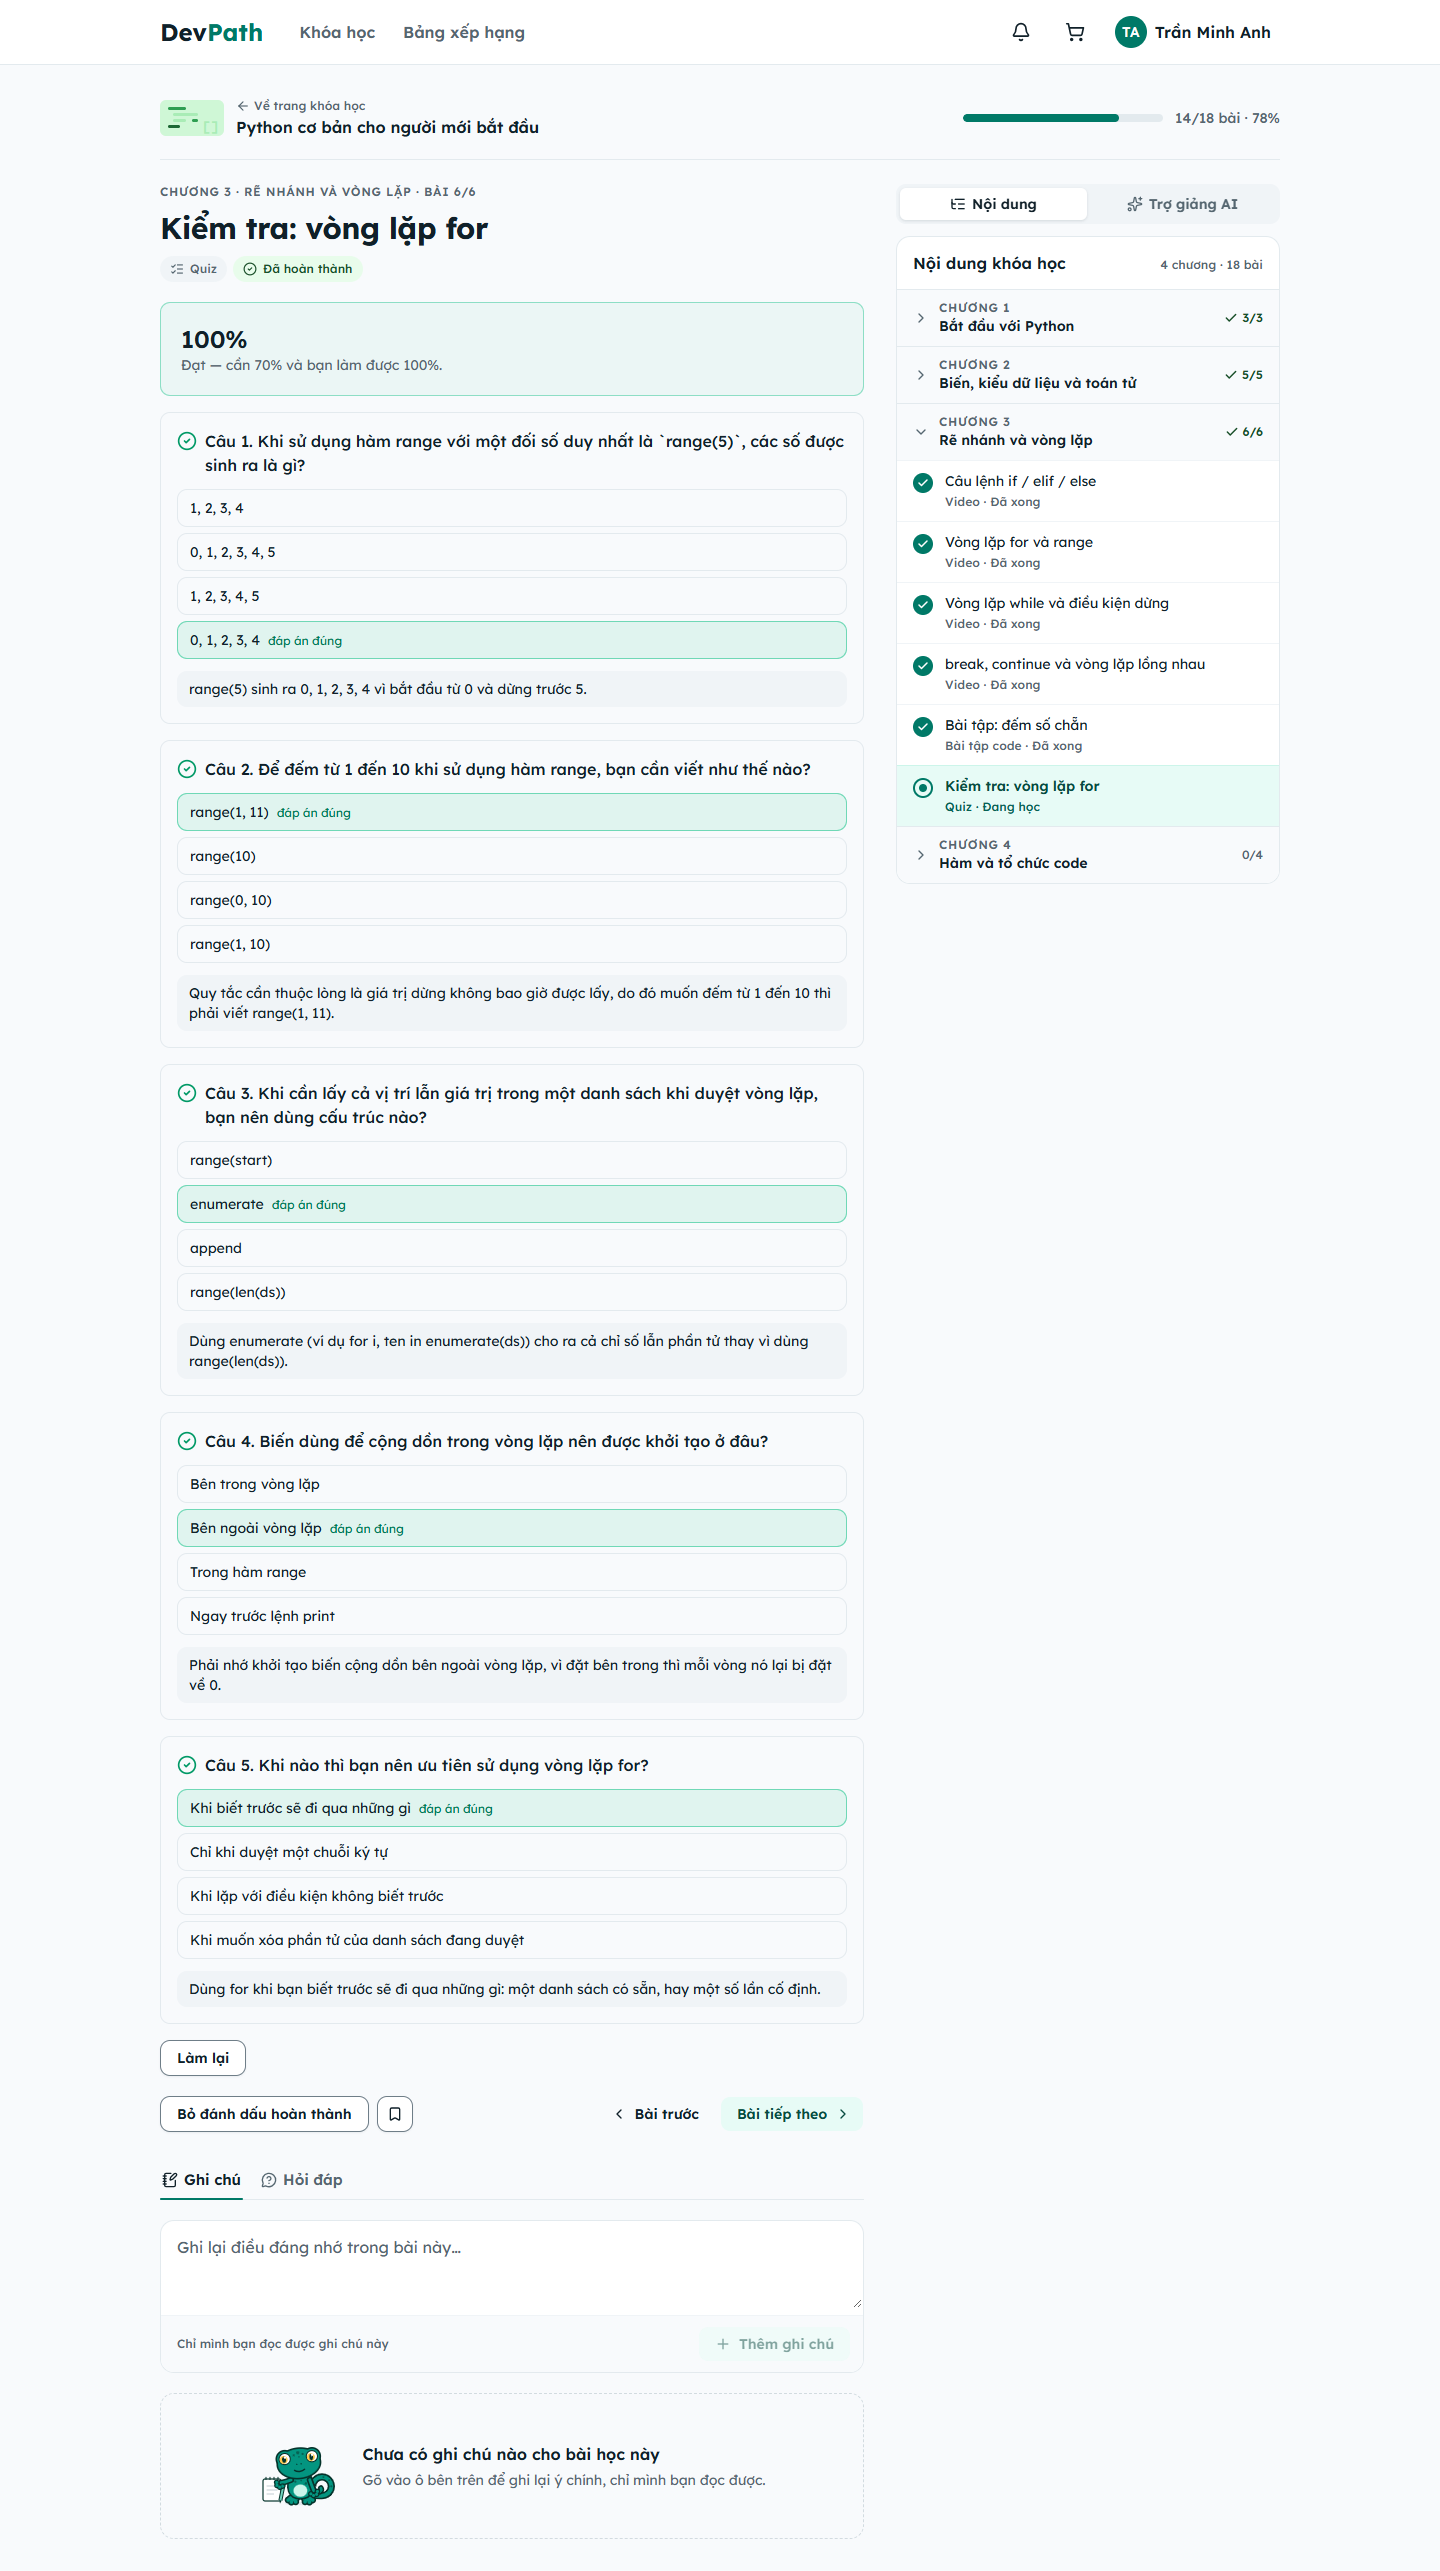 DevPath
Khóa học
Bảng xếp hạng
TA
Trần Minh Anh
Về trang khóa học
Python cơ bản cho người mới bắt đầu
14/18 bài · 78%
CHƯƠNG 3 · RẼ NHÁNH VÀ VÒNG LẶP · BÀI 6/6
Kiểm tra: vòng lặp for
Quiz
Đã hoàn thành
100%
Đạt — cần 70% và bạn làm được 100%.
Câu 1. Khi sử dụng hàm range với một đối số duy nhất là `range(5)`, các số được
sinh ra là gì?
1, 2, 3, 4
0, 1, 2, 3, 4, 5
1, 2, 3, 4, 5
0, 1, 2, 3, 4 đáp án đúng
range(5) sinh ra 0, 1, 2, 3, 4 vì bắt đầu từ 0 và dừng trước 5.
Câu 2. Để đếm từ 1 đến 10 khi sử dụng hàm range, bạn cần viết như thế nào?
range(1, 11) đáp án đúng
range(10)
range(0, 10)
range(1, 10)
Quy tắc cần thuộc lòng là giá trị dừng không bao giờ được lấy, do đó muốn đếm từ 1 đến 10 thì
phải viết range(1, 11).
Câu 3. Khi cần lấy cả vị trí lẫn giá trị trong một danh sách khi duyệt vòng lặp,
bạn nên dùng cấu trúc nào?
range(start)
enumerate đáp án đúng
append
range(len(ds))
Dùng enumerate (ví dụ for i, ten in enumerate(ds)) cho ra cả chỉ số lẫn phần tử thay vì dùng
range(len(ds)).
Câu 4. Biến dùng để cộng dồn trong vòng lặp nên được khởi tạo ở đâu?
Bên trong vòng lặp
Bên ngoài vòng lặp đáp án đúng
Trong hàm range
Ngay trước lệnh print
Phải nhớ khởi tạo biến cộng dồn bên ngoài vòng lặp, vì đặt bên trong thì mỗi vòng nó lại bị đặt
về 0.
Câu 5. Khi nào thì bạn nên ưu tiên sử dụng vòng lặp for?
Khi biết trước sẽ đi qua những gì đáp án đúng
Chỉ khi duyệt một chuỗi ký tự
Khi lặp với điều kiện không biết trước
Khi muốn xóa phần tử của danh sách đang duyệt
Dùng for khi bạn biết trước sẽ đi qua những gì: một danh sách có sẵn, hay một số lần cố định.
Làm lại
Bỏ đánh dấu hoàn thành
Bài trước
Bài tiếp theo
Ghi chú
Hỏi đáp
Ghi lại điều đáng nhớ trong bài này…
Chỉ mình bạn đọc được ghi chú này
Thêm ghi chú
Chưa có ghi chú nào cho bài học này
Gõ vào ô bên trên để ghi lại ý chính, chỉ mình bạn đọc được.
Nội dung
Trợ giảng AI
Nội dung khóa học
4 chương · 18 bài
CHƯƠNG 1
Bắt đầu với Python
3/3
CHƯƠNG 2
Biến, kiểu dữ liệu và toán tử
5/5
CHƯƠNG 3
Rẽ nhánh và vòng lặp
6/6
Câu lệnh if / elif / else
Video · Đã xong
Vòng lặp for và range
Video · Đã xong
Vòng lặp while và điều kiện dừng
Video · Đã xong
break, continue và vòng lặp lồng nhau
Video · Đã xong
Bài tập: đếm số chẵn
Bài tập code · Đã xong
Kiểm tra: vòng lặp for
Quiz · Đang học
CHƯƠNG 4
Hàm và tổ chức code
0/4